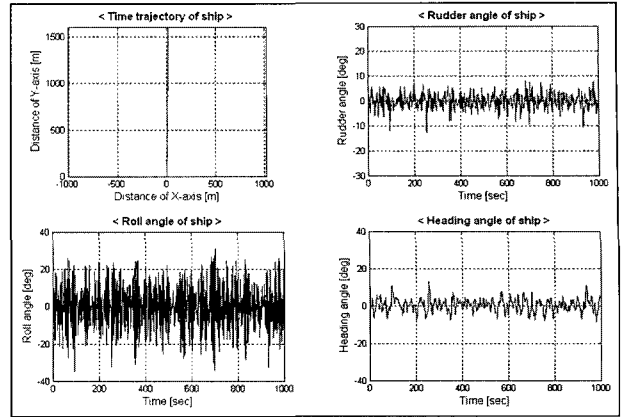 < Time trajectory of ship >
Distance of Y-axis [m]
1500
1000
500
0
-1000 -500 0 500 1000
Distance of X-axis [m]
< Rudder angle of ship >
Rudder angle [deg]
30
20
10
0
-10
-20
-30
0 200 400 600 800 1000
Time [sec]
< Roll angle of ship >
Roll angle [deg]
40
20
0
-20
-40
0 200 400 600 800 1000
Time [sec]
< Heading angle of ship >
Heading angle [deg]
40
20
0
-20
-40
0 200 400 600 800 1000
Time [sec]